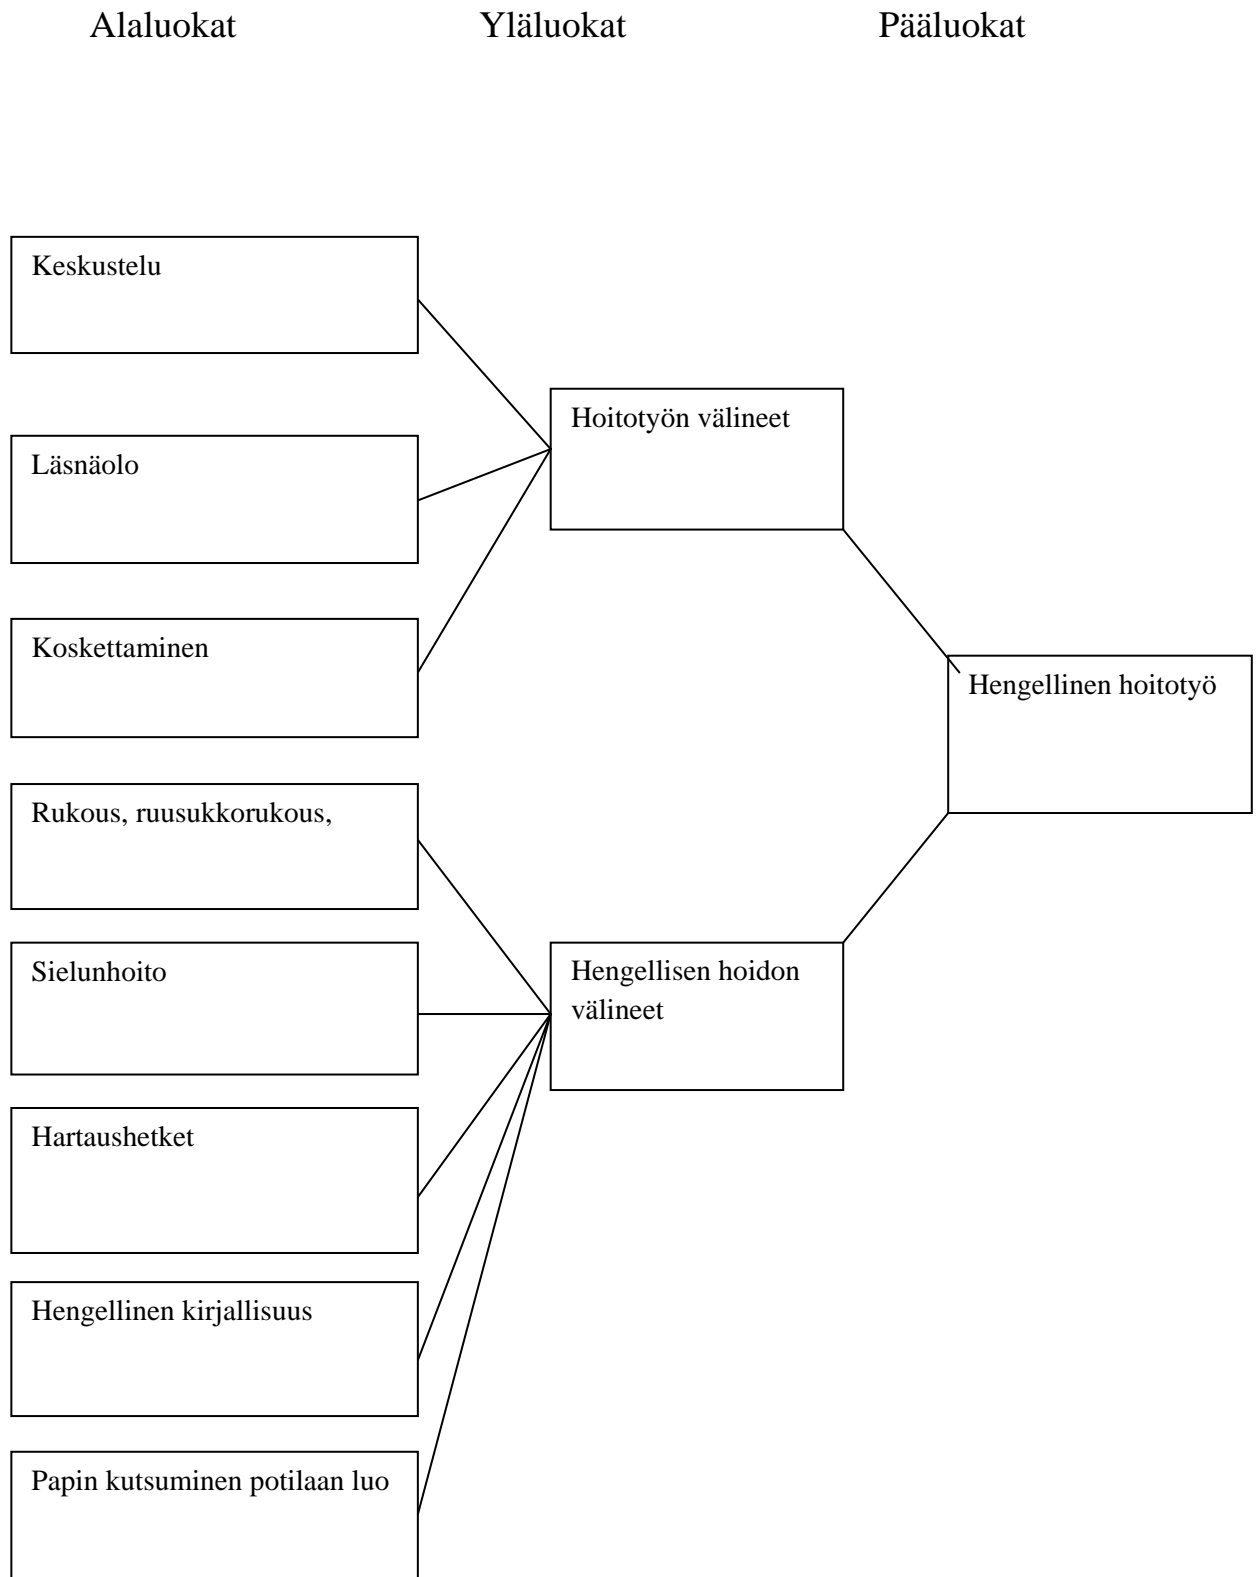 Alaluokat
Yläluokat
Pääluokat
Keskustelu
Läsnäolo
Koskettaminen
Rukous, ruusukkorukous,
Sielunhoito
Hartaushetket
Hengellinen kirjallisuus
Papin kutsuminen potilaan luo
Hoitotyön välineet
Hengellisen hoidon
välineet
Hengellinen hoitotyö